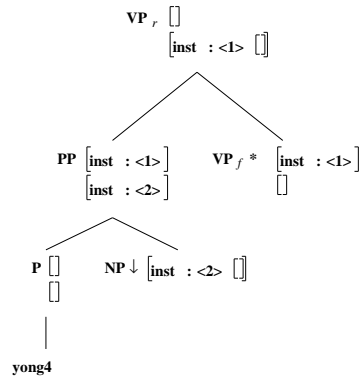 VP r []
[inst : <1> []]
PP [inst : <1>] VP f * [inst : <1>]
[inst : <2>] []
P [] NP ↓ [inst : <2> []]
[]
yong4